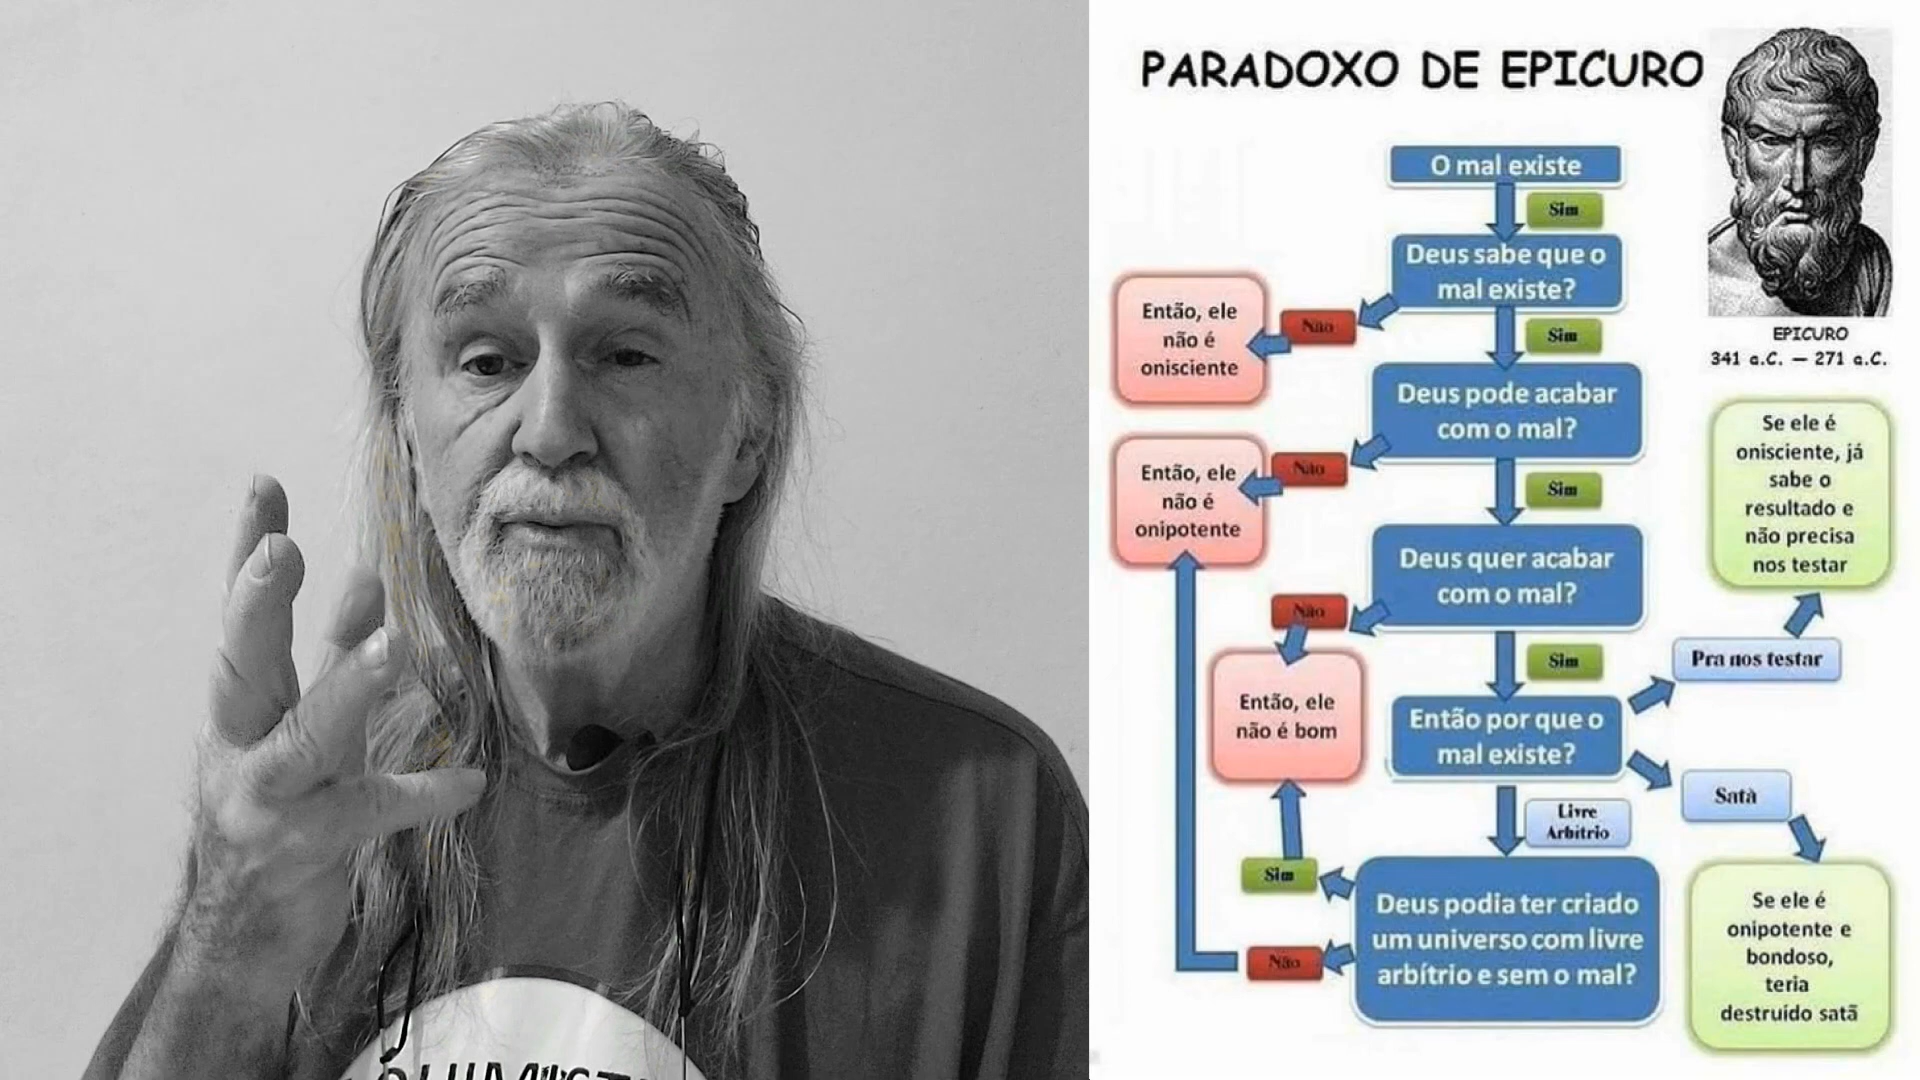 PARADOXO DE EPICURO
O mal existe
Sim
Deus sabe que o
mal existe?
Não
Então, ele
não é
onisciente
Sim
EPICURO
341 a.C. — 271 a.C.
Deus pode acabar
com o mal?
Não
Então, ele
não é
onipotente
Sim
Deus quer acabar
com o mal?
Não
Então, ele
não é bom
Sim
Então por que o
mal existe?
Pra nos testar
Se ele é
onisciente, já
sabe o
resultado e
não precisa
nos testar
Satã
Se ele é
onipotente e
bondoso,
teria
destruído satã
Livre
Arbítrio
Deus podia ter criado
um universo com livre
arbítrio e sem o mal?
Sim
Não